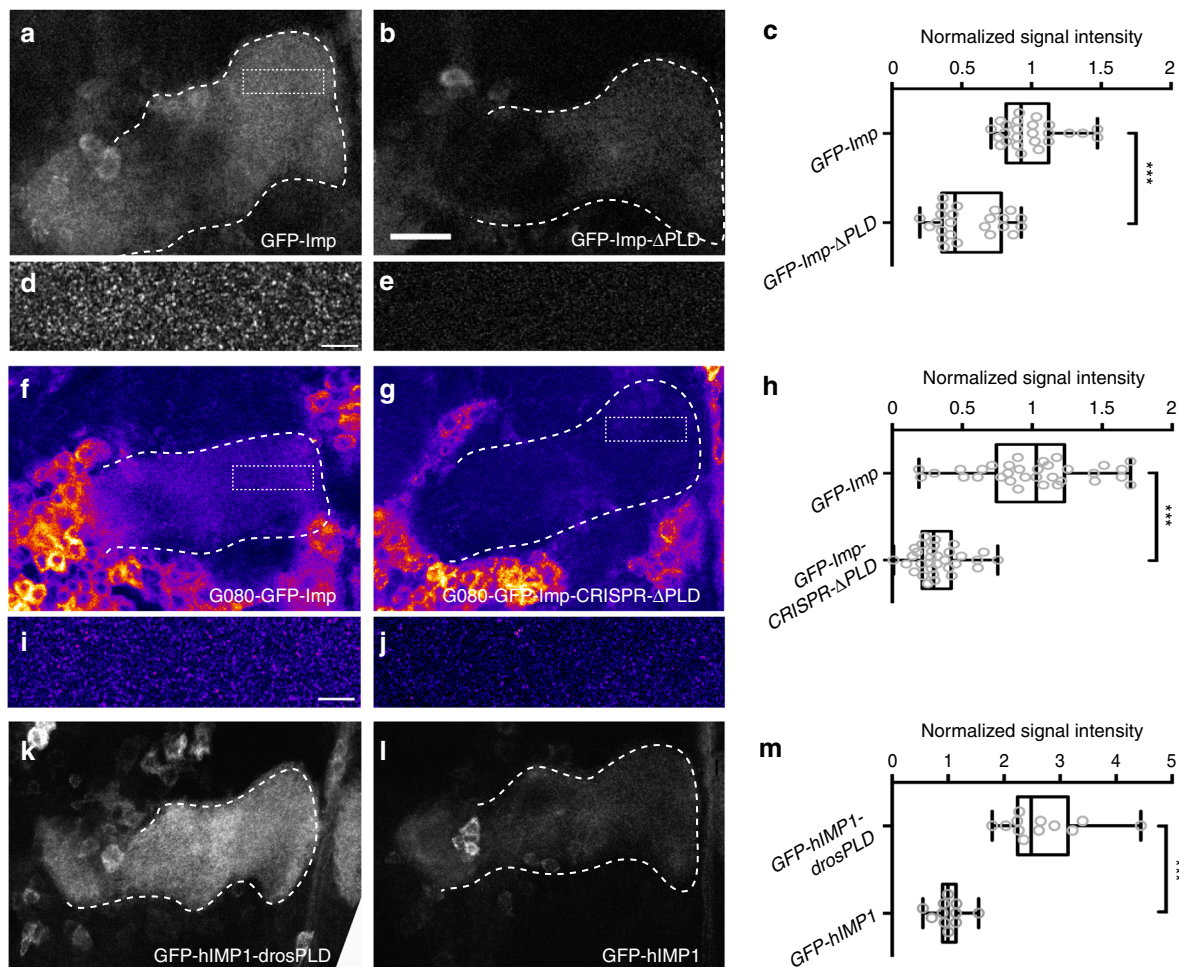 a
GFP-Imp
b
GFP-Imp-ΔPLD
c
Normalized signal intensity
0 0.5 1 1.5 2
GFP-Imp
GFP-Imp-ΔPLD
***
d
e
f
G080-GFP-Imp
g
G080-GFP-Imp-CRISPR-ΔPLD
h
Normalized signal intensity
0 0.5 1 1.5 2
GFP-Imp
GFP-Imp-
CRISPR-ΔPLD
***
i
j
k
GFP-hIMP1-drosPLD
l
GFP-hIMP1
m
Normalized signal intensity
0 1 2 3 4 5
GFP-hIMP1-
drosPLD
GFP-hIMP1
***